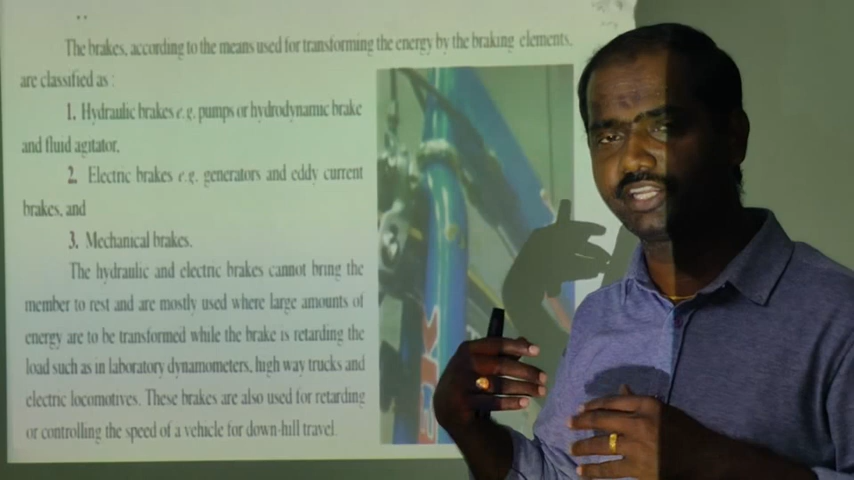 The brakes, according to the means used for transforming the energy by the braking elements,
are classified as :
1. Hydraulic brakes e.g. pumps or hydrodynamic brake
and fluid agitator,
2. Electric brakes e.g. generators and eddy current
brakes, and
3. Mechanical brakes.
The hydraulic and electric brakes cannot bring the
member to rest and are mostly used where large amounts of
energy are to be transformed while the brake is retarding the
load such as in laboratory dynamometers, high way trucks and
electric locomotives. These brakes are also used for retarding
or controlling the speed of a vehicle for down-hill travel.